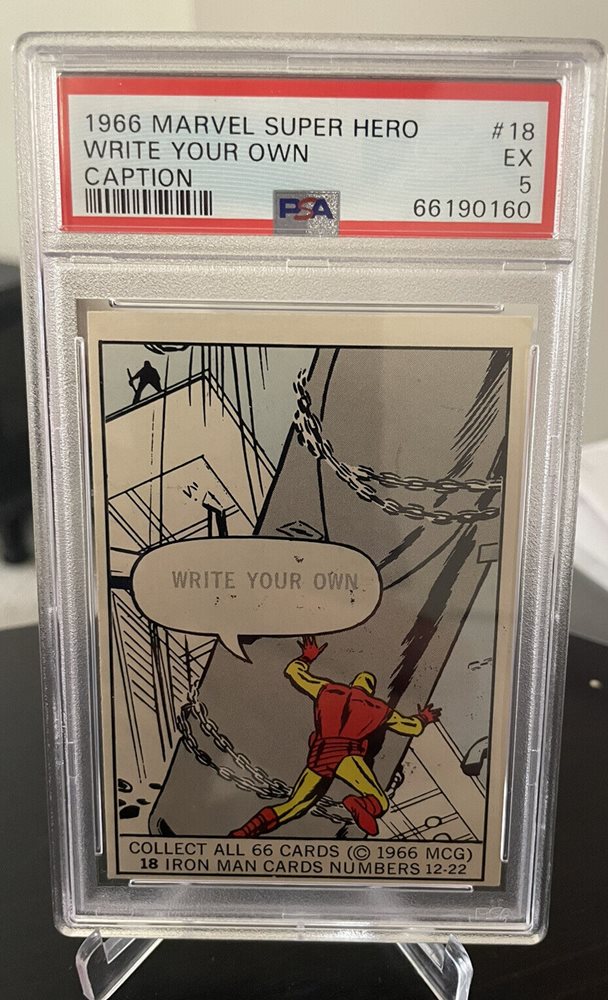 1966 MARVEL SUPER HERO #18
WRITE YOUR OWN EX
CAPTION 5
PSA 66190160
WRITE YOUR OWN
COLLECT ALL 66 CARDS (© 1966 MCG)
18 IRON MAN CARDS NUMBERS 12-22